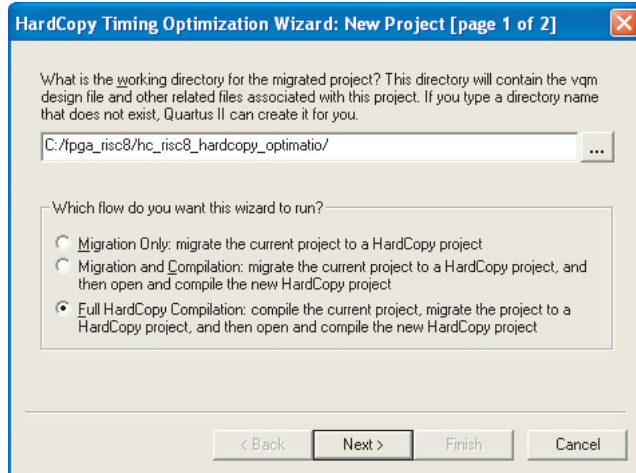 HardCopy Timing Optimization Wizard: New Project [page 1 of 2]
What is the working directory for the migrated project? This directory will contain the vqm
design file and other related files associated with this project. If you type a directory name
that does not exist, Quartus II can create it for you.
C:/fpga_risc8/hc_risc8_hardcopy_optimatio/
...
Which flow do you want this wizard to run?
Migration Only: migrate the current project to a HardCopy project
Migration and Compilation: migrate the current project to a HardCopy project, and
then open and compile the new HardCopy project
Full HardCopy Compilation: compile the current project, migrate the project to a
HardCopy project, and then open and compile the new HardCopy project
< Back
Next >
Finish
Cancel